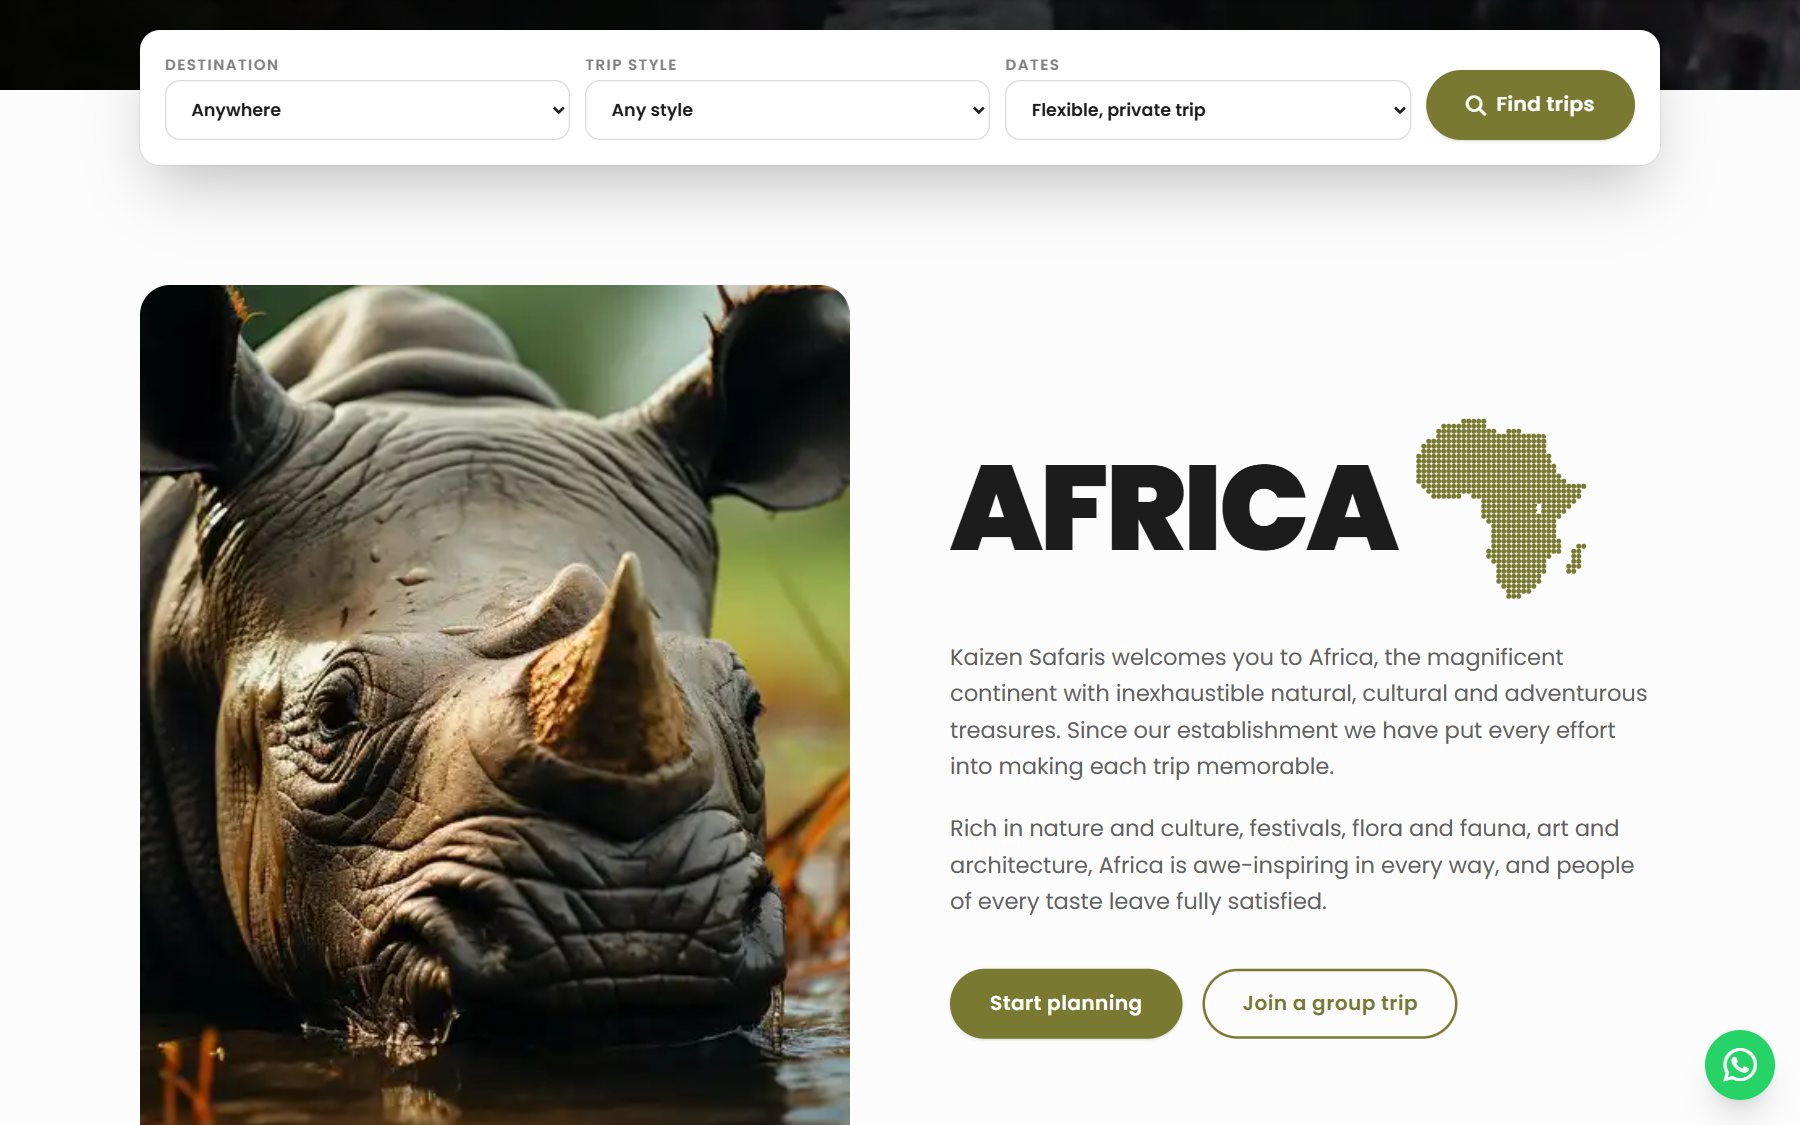 DESTINATION
Anywhere
TRIP STYLE
Any style
DATES
Flexible, private trip
Find trips
AFRICA
Kaizen Safaris welcomes you to Africa, the magnificent
continent with inexhaustible natural, cultural and adventurous
treasures. Since our establishment we have put every effort
into making each trip memorable.
Rich in nature and culture, festivals, flora and fauna, art and
architecture, Africa is awe-inspiring in every way, and people
of every taste leave fully satisfied.
Start planning
Join a group trip